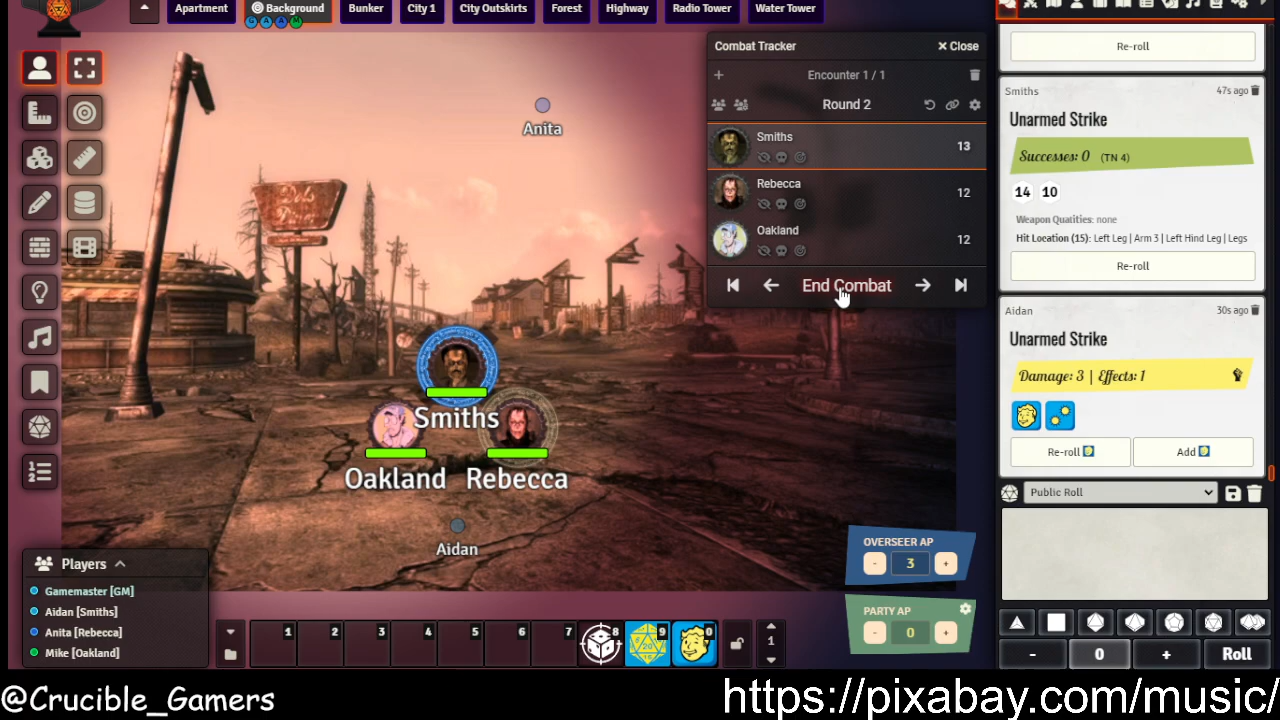 Apartment
Background
Bunker
City 1
City Outskirts
Forest
Highway
Radio Tower
Water Tower
G A A M
Anita
Combat Tracker
Close
Encounter 1 / 1
Round 2
Smiths
13
Rebecca
12
Oakland
12
End Combat
Smiths
Oakland Rebecca
Aidan
Players
Gamemaster [GM]
Aidan [Smiths]
Anita [Rebecca]
Mike [Oakland]
OVERSEER AP
- 3 +
PARTY AP
- 0 +
1 2 3 4 5 6 7 8 9 0
1
Re-roll
Smiths
47s ago
Unarmed Strike
Successes: 0 (TN 4)
14 10
Weapon Quatities: none
Hit Location (15): Left Leg | Arm 3 | Left Hind Leg | Legs
Re-roll
Aidan
30s ago
Unarmed Strike
Damage: 3 | Effects: 1
Re-roll
Add
Public Roll
- 0 + Roll
@Crucible_Gamers
https://pixabay.com/music/